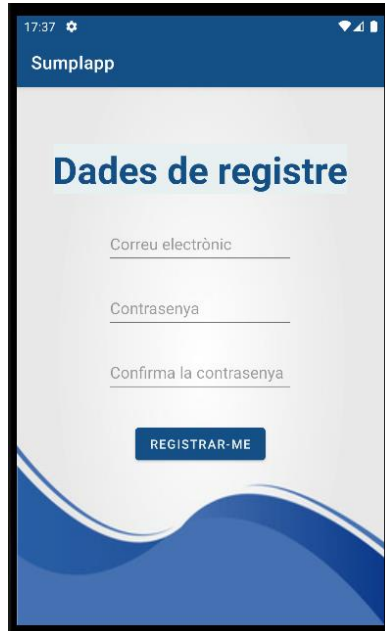 17:37
Sumplapp
Dades de registre
Correu electrònic
Contrasenya
Confirma la contrasenya
REGISTRAR-ME